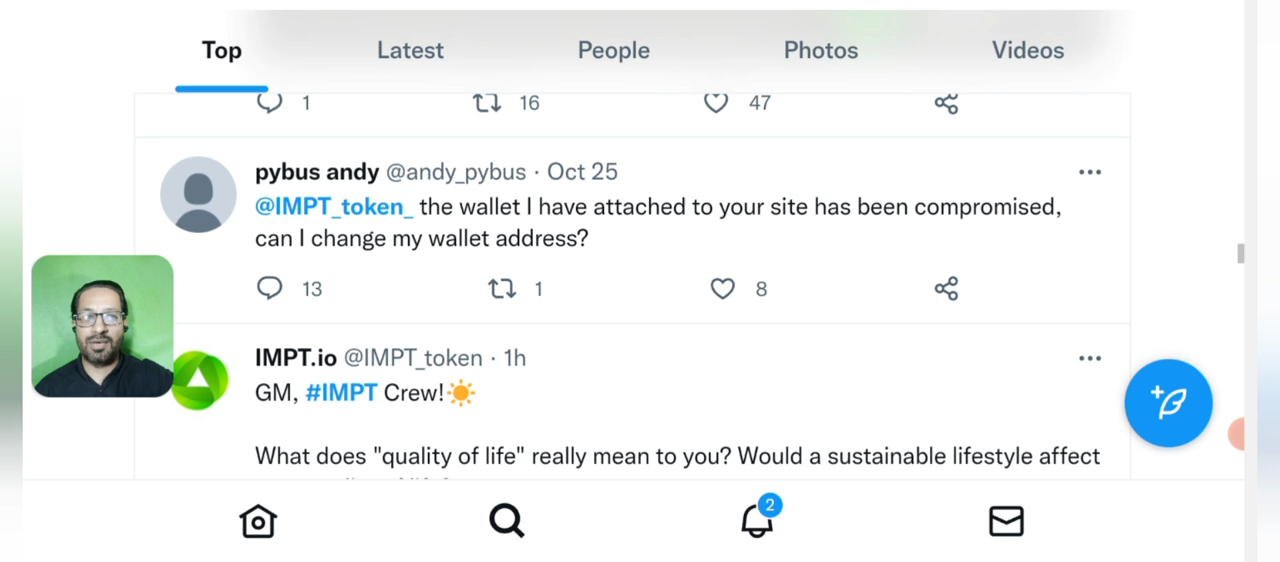 Top Latest People Photos Videos
1 16 47
pybus andy @andy_pybus · Oct 25
@IMPT_token_ the wallet I have attached to your site has been compromised,
can I change my wallet address?
13 1 8
IMPT.io @IMPT_token · 1h
GM, #IMPT Crew!☀️
What does "quality of life" really mean to you? Would a sustainable lifestyle affect
2